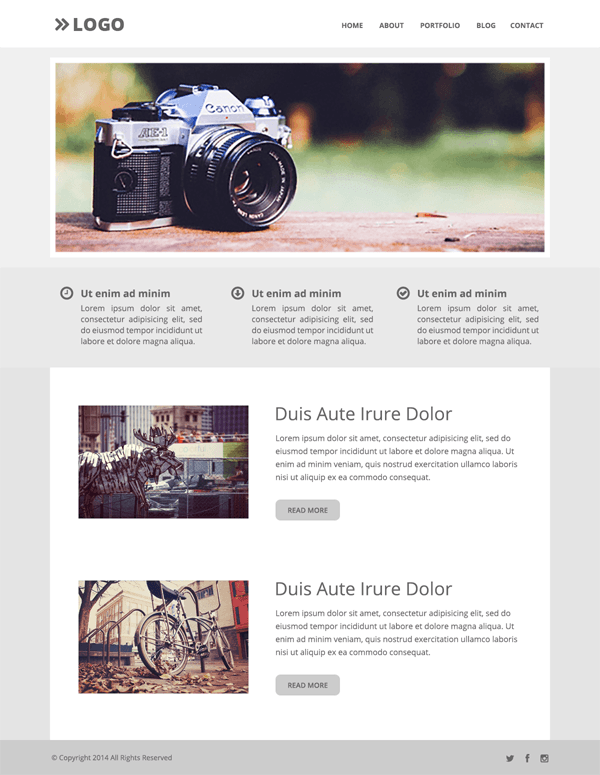 LOGO
HOME ABOUT PORTFOLIO BLOG CONTACT
Canon
AE-1
Ut enim ad minim
Lorem ipsum dolor sit amet,
consectetur adipisicing elit, sed
do eiusmod tempor incididunt ut
labore et dolore magna aliqua.
Ut enim ad minim
Lorem ipsum dolor sit amet,
consectetur adipisicing elit, sed
do eiusmod tempor incididunt ut
labore et dolore magna aliqua.
Ut enim ad minim
Lorem ipsum dolor sit amet,
consectetur adipisicing elit, sed
do eiusmod tempor incididunt ut
labore et dolore magna aliqua.
Duis Aute Irure Dolor
Lorem ipsum dolor sit amet, consectetur adipisicing elit, sed do
eiusmod tempor incididunt ut labore et dolore magna aliqua. Ut
enim ad minim veniam, quis nostrud exercitation ullamco laboris
nisi ut aliquip ex ea commodo consequat.
READ MORE
Duis Aute Irure Dolor
Lorem ipsum dolor sit amet, consectetur adipisicing elit, sed do
eiusmod tempor incididunt ut labore et dolore magna aliqua. Ut
enim ad minim veniam, quis nostrud exercitation ullamco laboris
nisi ut aliquip ex ea commodo consequat.
READ MORE
© Copyright 2014 All Rights Reserved